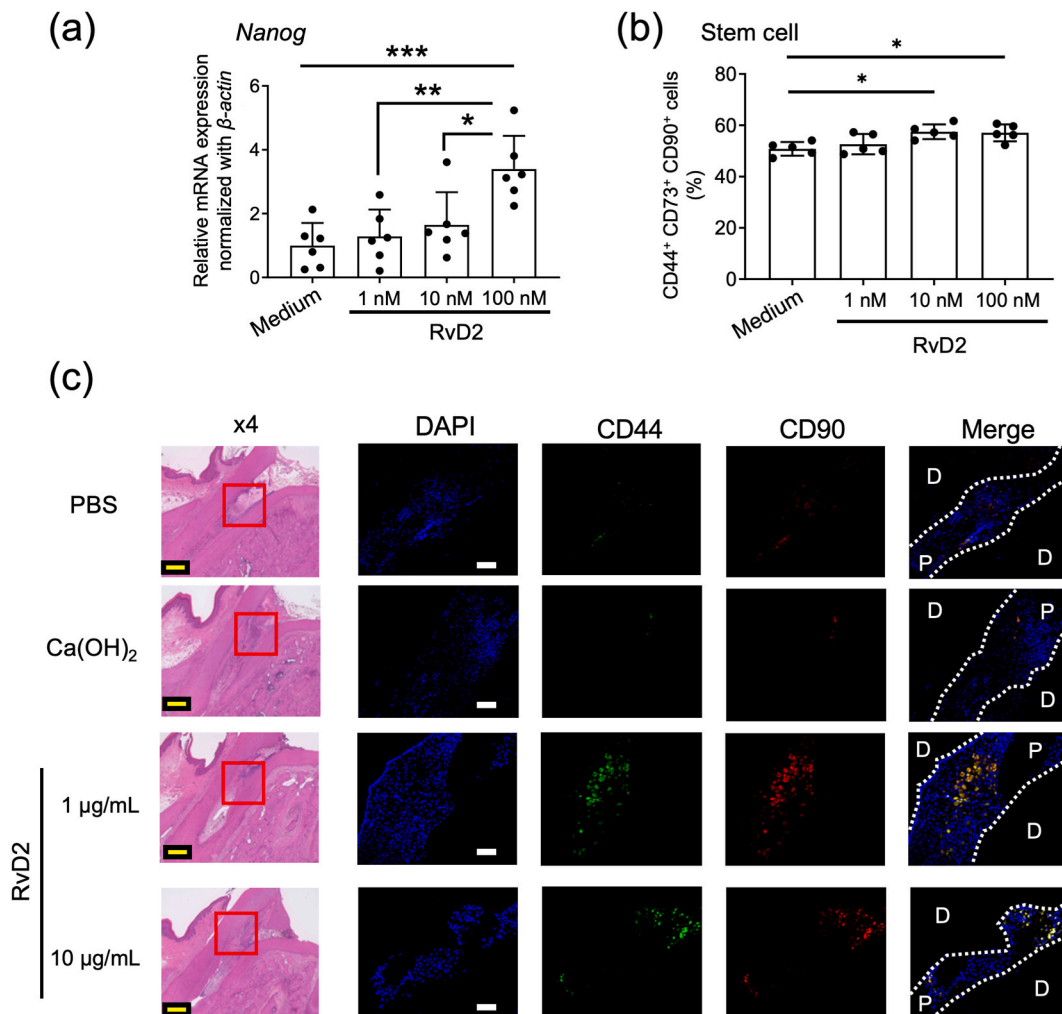 (a)
Nanog
***
**
*
Relative mRNA expression
normalized with β-actin
6
4
2
0
Medium
1 nM
10 nM
100 nM
RvD2
(b)
Stem cell
*
*
CD44⁺ CD73⁺ CD90⁺ cells
(%)
80
60
40
20
0
Medium
1 nM
10 nM
100 nM
RvD2
(c)
x4
DAPI
CD44
CD90
Merge
PBS
D
P
D
Ca(OH)₂
D
P
D
RvD2
1 μg/mL
D
P
D
10 μg/mL
D
P
D